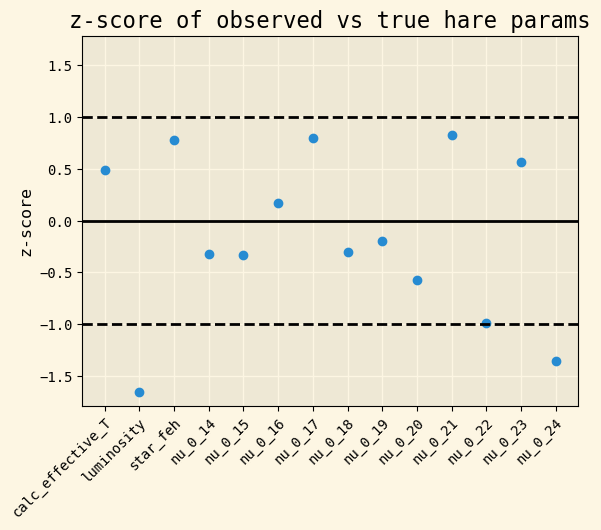 z-score of observed vs true hare params
z-score
1.5
1.0
0.5
0.0
−0.5
−1.0
−1.5
calc_effective_T
luminosity
star_feh
nu_0_14
nu_0_15
nu_0_16
nu_0_17
nu_0_18
nu_0_19
nu_0_20
nu_0_21
nu_0_22
nu_0_23
nu_0_24